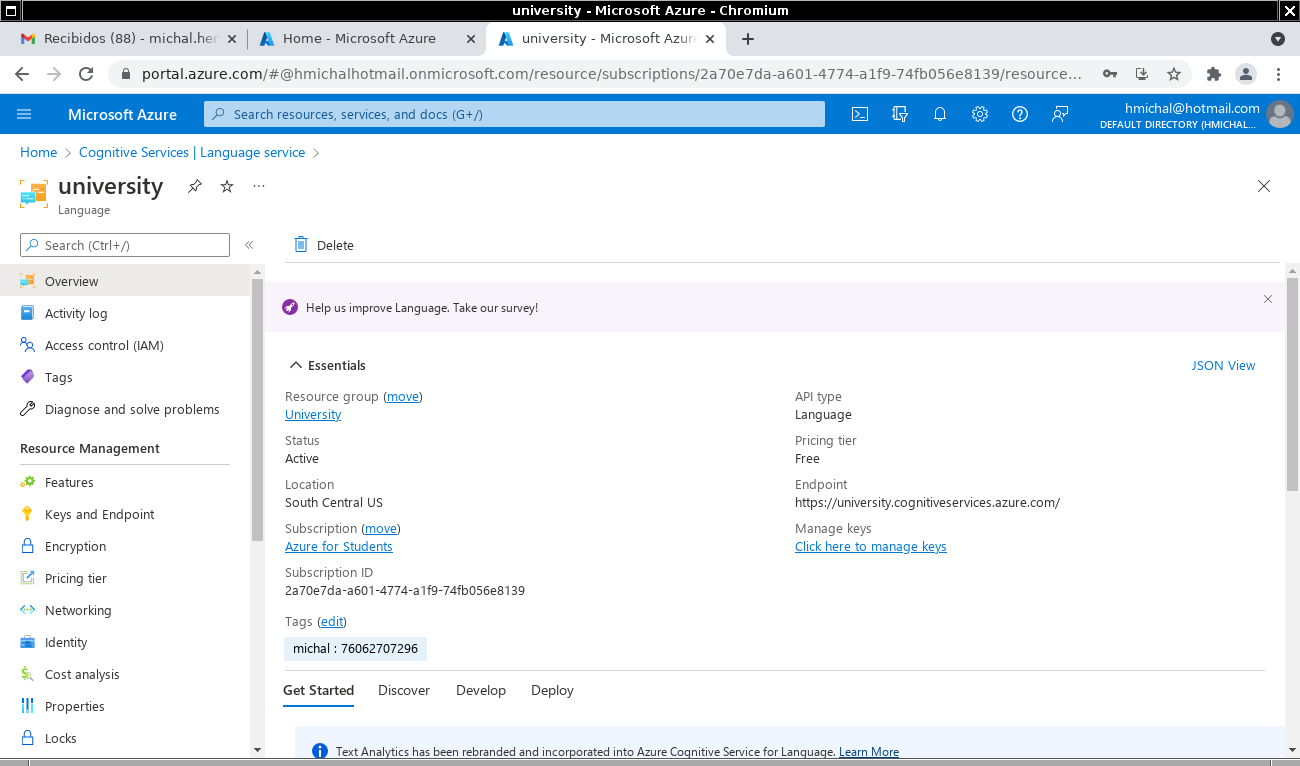 university - Microsoft Azure - Chromium
Recibidos (88) - michal.her
Home - Microsoft Azure
university - Microsoft Azure
portal.azure.com/#@hmichalhotmail.onmicrosoft.com/resource/subscriptions/2a70e7da-a601-4774-a1f9-74fb056e8139/resource...
Microsoft Azure
Search resources, services, and docs (G+/)
hmichal@hotmail.com
DEFAULT DIRECTORY (HMICHAL...
Home > Cognitive Services | Language service >
university
Language
Search (Ctrl+/)
Delete
Overview
Activity log
Access control (IAM)
Tags
Diagnose and solve problems
Resource Management
Features
Keys and Endpoint
Encryption
Pricing tier
Networking
Identity
Cost analysis
Properties
Locks
Help us improve Language. Take our survey!
Essentials
JSON View
Resource group (move)
University
Status
Active
Location
South Central US
Subscription (move)
Azure for Students
Subscription ID
2a70e7da-a601-4774-a1f9-74fb056e8139
API type
Language
Pricing tier
Free
Endpoint
https://university.cognitiveservices.azure.com/
Manage keys
Click here to manage keys
Tags (edit)
michal : 76062707296
Get Started Discover Develop Deploy
Text Analytics has been rebranded and incorporated into Azure Cognitive Service for Language. Learn More